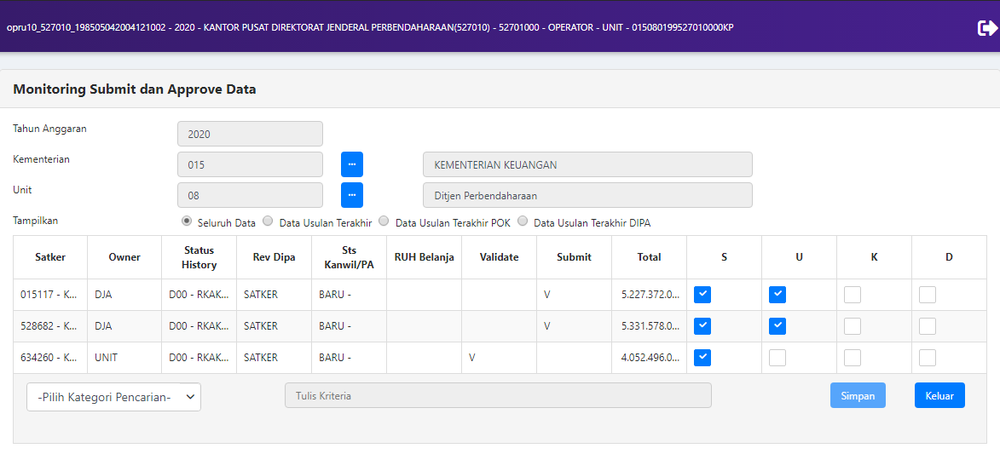 opru10_527010_198505042004121002 - 2020 - KANTOR PUSAT DIREKTORAT JENDERAL PERBENDAHARAAN(527010) - 52701000 - OPERATOR - UNIT - 015080199527010000KP
Monitoring Submit dan Approve Data
Tahun Anggaran 2020
Kementerian 015 ... KEMENTERIAN KEUANGAN
Unit 08 ... Ditjen Perbendaharaan
Tampilkan Seluruh Data Data Usulan Terakhir Data Usulan Terakhir POK Data Usulan Terakhir DIPA
Satker Owner Status History Rev Dipa Sts Kanwil/PA RUH Belanja Validate Submit Total S U K D
015117 - K... DJA D00 - RKAK... SATKER BARU - V 5.227.372.0...
528682 - K... DJA D00 - RKAK... SATKER BARU - V 5.331.578.0...
634260 - K... UNIT D00 - RKAK... SATKER BARU - V 4.052.496.0...
-Pilih Kategori Pencarian- Tulis Kriteria Simpan Keluar